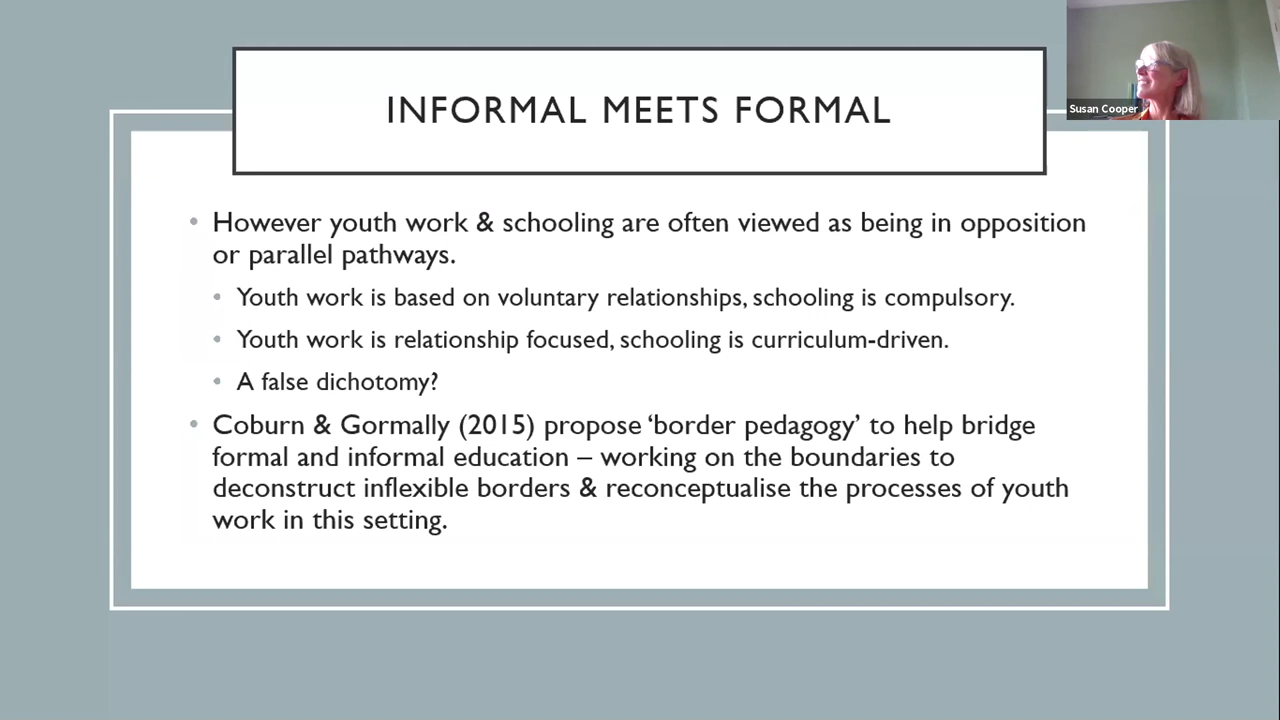 INFORMAL MEETS FORMAL
Susan Cooper
• However youth work & schooling are often viewed as being in opposition
or parallel pathways.
• Youth work is based on voluntary relationships, schooling is compulsory.
• Youth work is relationship focused, schooling is curriculum-driven.
• A false dichotomy?
• Coburn & Gormally (2015) propose ‘border pedagogy’ to help bridge
formal and informal education – working on the boundaries to
deconstruct inflexible borders & reconceptualise the processes of youth
work in this setting.